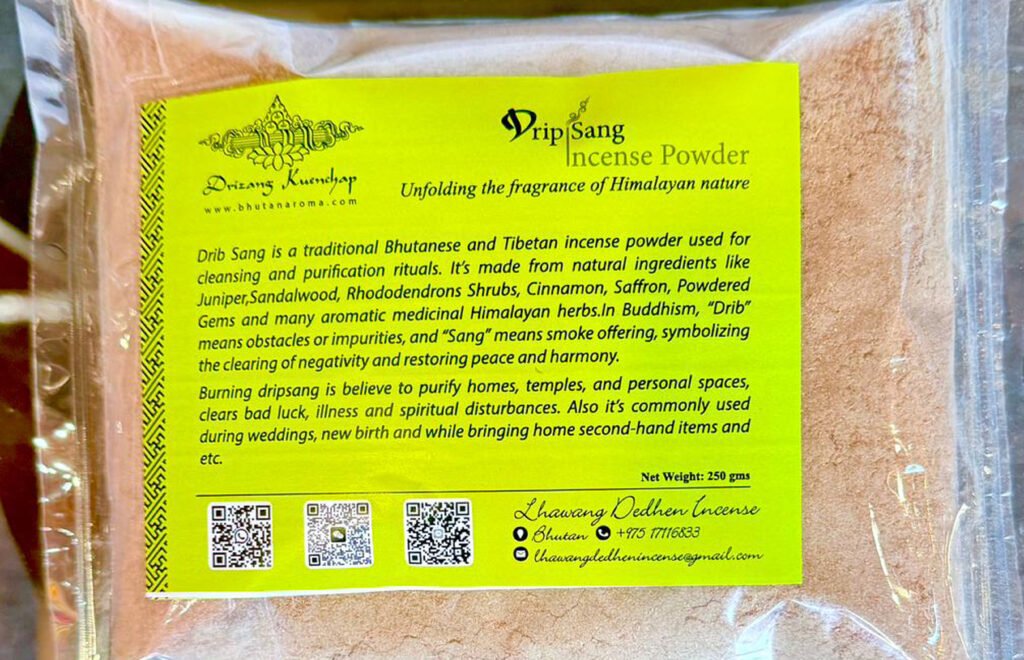 Drizang Kuenchap
www.bhutanaroma.com
Drip Sang
Incense Powder
Unfolding the fragrance of Himalayan nature
Drib Sang is a traditional Bhutanese and Tibetan incense powder used for
cleansing and purification rituals. It's made from natural ingredients like
Juniper,Sandalwood, Rhododendrons Shrubs, Cinnamon, Saffron, Powdered
Gems and many aromatic medicinal Himalayan herbs.In Buddhism, “Drib”
means obstacles or impurities, and “Sang” means smoke offering, symbolizing
the clearing of negativity and restoring peace and harmony.
Burning dripsang is believe to purify homes, temples, and personal spaces,
clears bad luck, illness and spiritual disturbances. Also it's commonly used
during weddings, new birth and while bringing home second-hand items and
etc.
Net Weight: 250 gms
Lhawang Dedhen Incense
Bhutan +975 17116833
lhawangdedhenincense@gmail.com